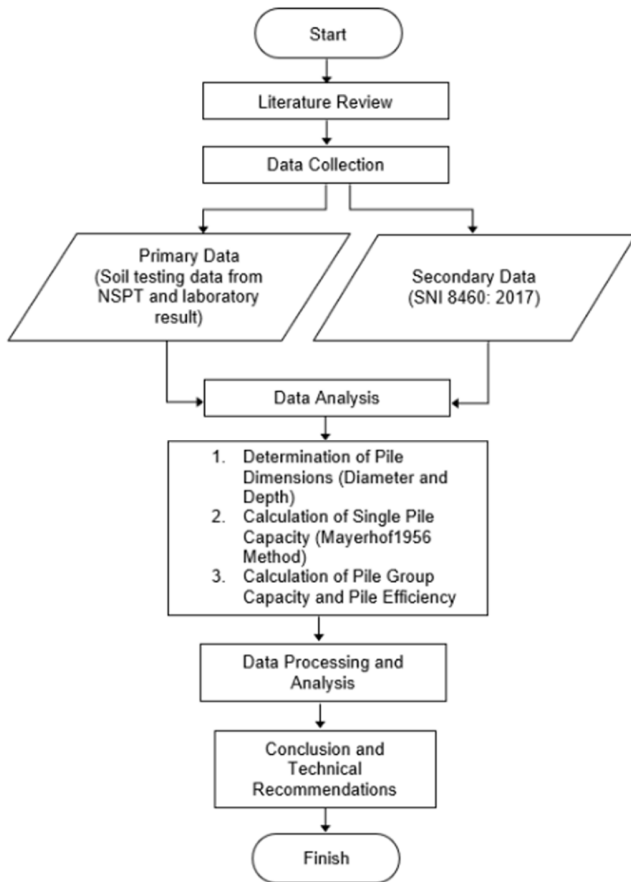 Start
Literature Review
Data Collection
Primary Data
(Soil testing data from
NSPT and laboratory
result)
Secondary Data
(SNI 8460: 2017)
Data Analysis
1. Determination of Pile
Dimensions (Diameter and
Depth)
2. Calculation of Single Pile
Capacity (Mayerhof1956
Method)
3. Calculation of Pile Group
Capacity and Pile Efficiency
Data Processing and
Analysis
Conclusion and
Technical
Recommendations
Finish